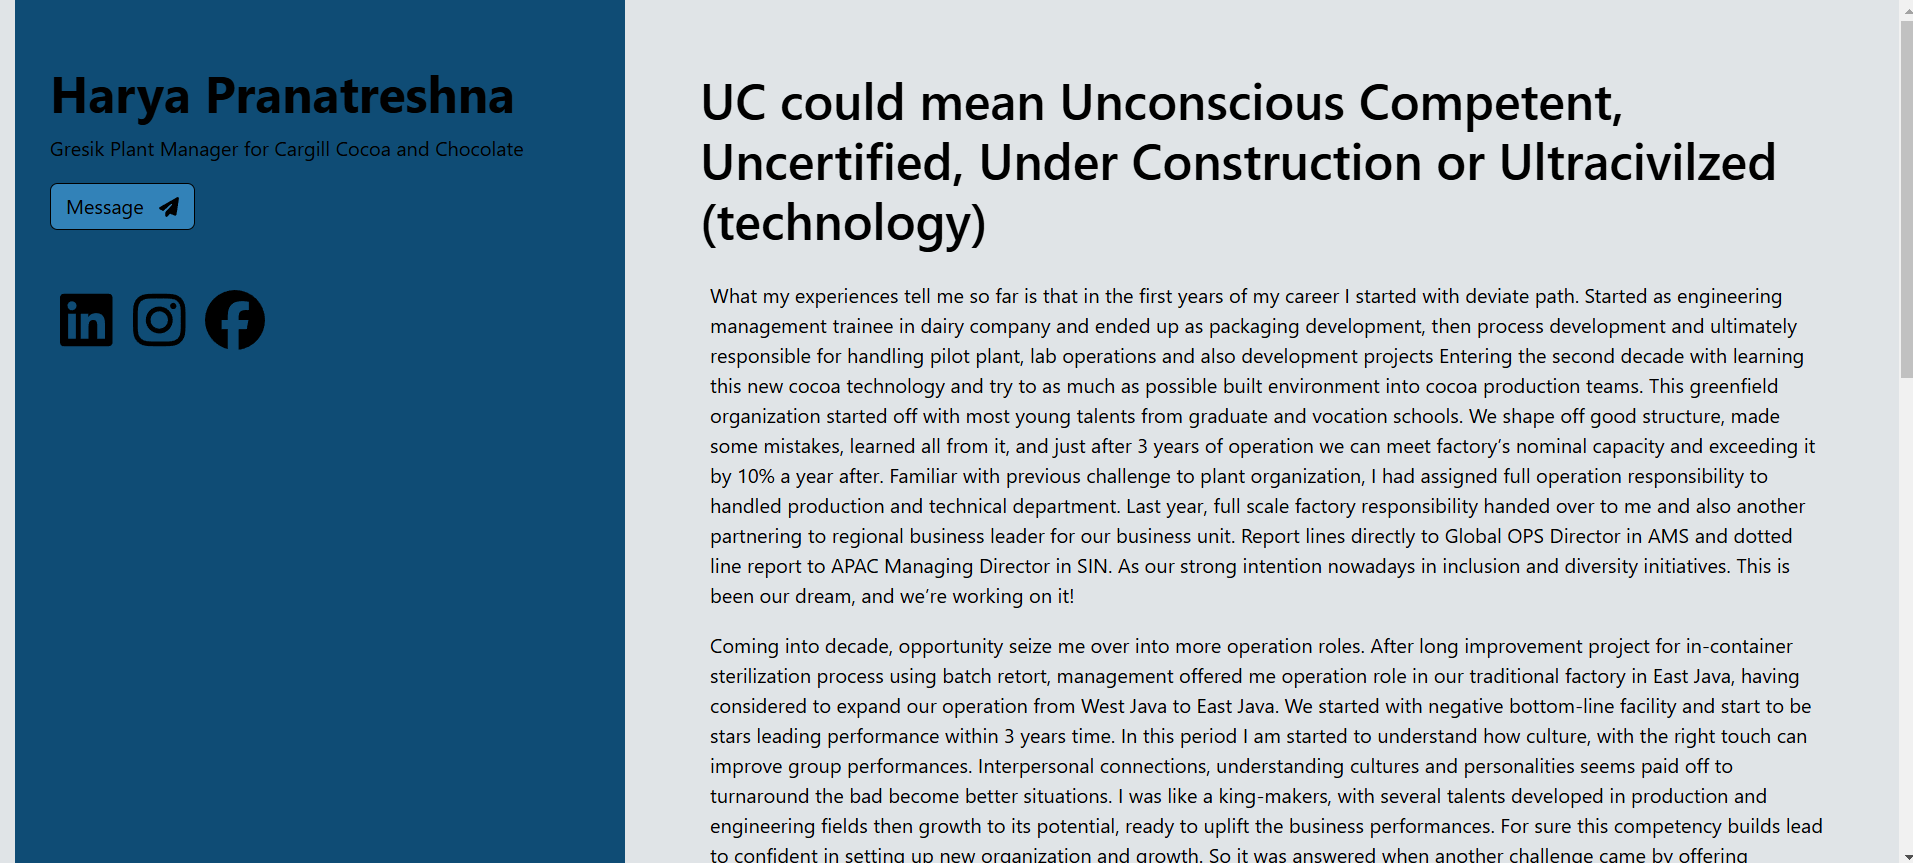 Harya Pranatreshna
Gresik Plant Manager for Cargill Cocoa and Chocolate
Message
UC could mean Unconscious Competent,
Uncertified, Under Construction or Ultracivilzed
(technology)
What my experiences tell me so far is that in the first years of my career I started with deviate path. Started as engineering
management trainee in dairy company and ended up as packaging development, then process development and ultimately
responsible for handling pilot plant, lab operations and also development projects Entering the second decade with learning
this new cocoa technology and try to as much as possible built environment into cocoa production teams. This greenfield
organization started off with most young talents from graduate and vocation schools. We shape off good structure, made
some mistakes, learned all from it, and just after 3 years of operation we can meet factory’s nominal capacity and exceeding it
by 10% a year after. Familiar with previous challenge to plant organization, I had assigned full operation responsibility to
handled production and technical department. Last year, full scale factory responsibility handed over to me and also another
partnering to regional business leader for our business unit. Report lines directly to Global OPS Director in AMS and dotted
line report to APAC Managing Director in SIN. As our strong intention nowadays in inclusion and diversity initiatives. This is
been our dream, and we’re working on it!
Coming into decade, opportunity seize me over into more operation roles. After long improvement project for in-container
sterilization process using batch retort, management offered me operation role in our traditional factory in East Java, having
considered to expand our operation from West Java to East Java. We started with negative bottom-line facility and start to be
stars leading performance within 3 years time. In this period I am started to understand how culture, with the right touch can
improve group performances. Interpersonal connections, understanding cultures and personalities seems paid off to
turnaround the bad become better situations. I was like a king-makers, with several talents developed in production and
engineering fields then growth to its potential, ready to uplift the business performances. For sure this competency builds lead
to confident in setting up new organization and growth. So it was answered when another challenge came by offering